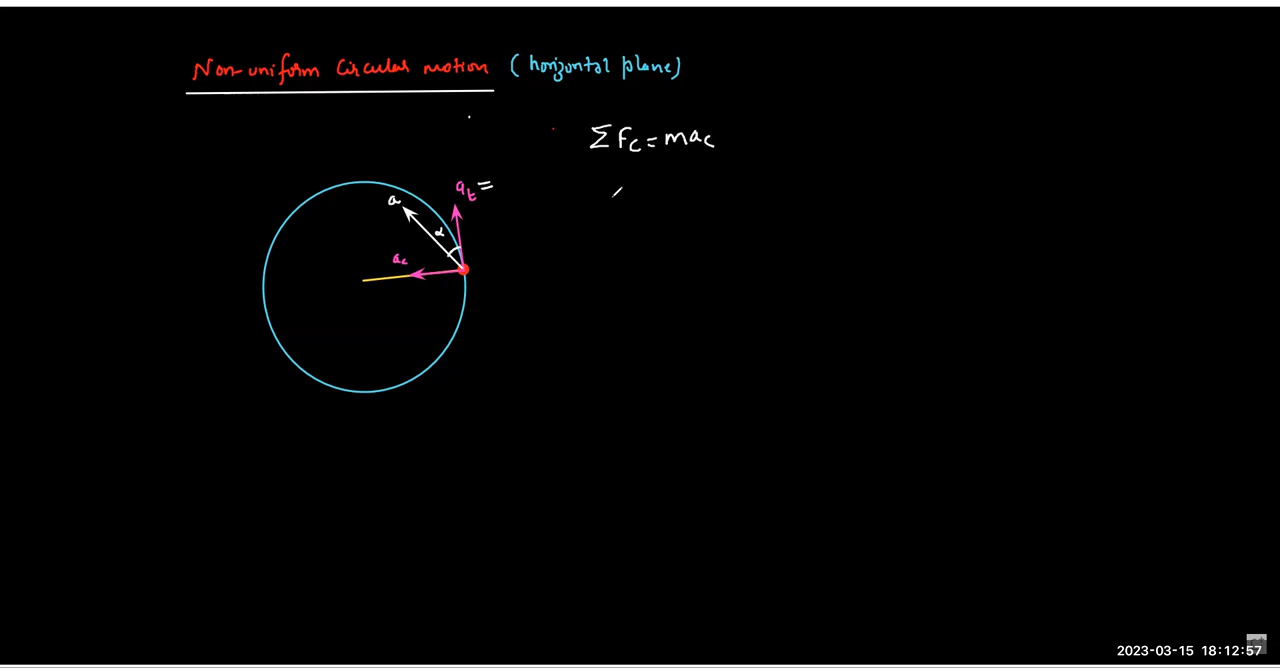 Non-uniform Circular motion (horizontal plane)
ΣFc = mac
at =
a
α
ac
2023-03-15 18:12:57